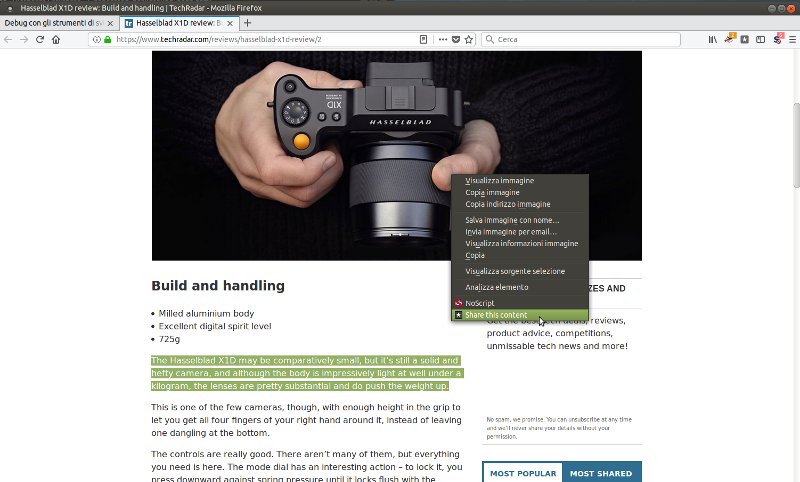 Hasselblad X1D review: Build and handling | TechRadar - Mozilla Firefox
Debug con gli strumenti di sv
Hasselblad X1D review: B
https://www.techradar.com/reviews/hasselblad-x1d-review/2
Cerca
X1D
HASSELBLAD
Visualizza immagine
Copia immagine
Copia indirizzo immagine
Salva immagine con nome...
Invia immagine per email...
Visualizza informazioni immagine
Copia
Visualizza sorgente selezione
Analizza elemento
NoScript
Share this content
Build and handling
• Milled aluminium body
• Excellent digital spirit level
• 725g
The Hasselblad X1D may be comparatively small, but it's still a solid and
hefty camera, and although the body is impressively light at well under a
kilogram, the lenses are pretty substantial and do push the weight up.
This is one of the few cameras, though, with enough height in the grip to
let you get all four fingers of your right hand around it, instead of leaving
one dangling at the bottom.
The controls are really good. There aren't many of them, but everything
you need is here. The mode dial has an interesting action – to lock it, you
press downward against spring pressure until it locks flush with the
ZES AND
Get the best tech deals, reviews,
product advice, competitions,
unmissable tech news and more!
No spam, we promise. You can unsubscribe at any time
and we'll never share your details without your
permission.
MOST POPULAR
MOST SHARED